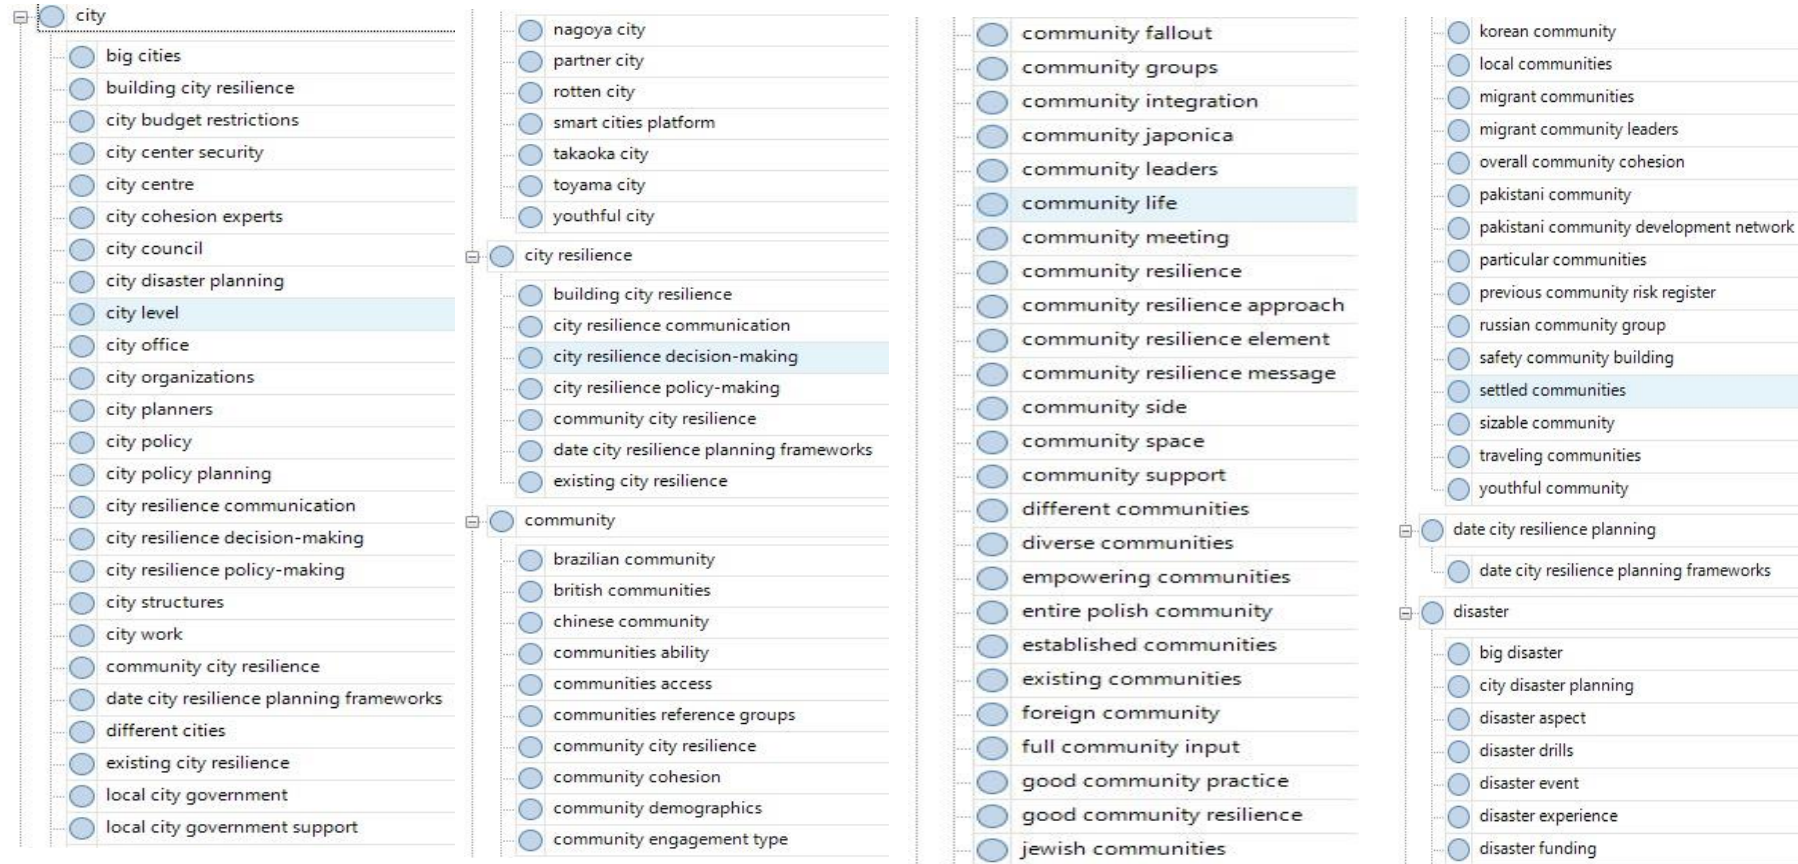 city
big cities
building city resilience
city budget restrictions
city center security
city centre
city cohesion experts
city council
city disaster planning
city level
city office
city organizations
city planners
city policy
city policy planning
city resilience communication
city resilience decision-making
city resilience policy-making
city structures
city work
community city resilience
date city resilience planning frameworks
different cities
existing city resilience
local city government
local city government support
nagoya city
partner city
rotten city
smart cities platform
takaoka city
toyama city
youthful city
city resilience
building city resilience
city resilience communication
city resilience decision-making
city resilience policy-making
community city resilience
date city resilience planning frameworks
existing city resilience
community
brazilian community
british communities
chinese community
communities ability
communities access
communities reference groups
community city resilience
community cohesion
community demographics
community engagement type
community fallout
community groups
community integration
community japonica
community leaders
community life
community meeting
community resilience
community resilience approach
community resilience element
community resilience message
community side
community space
community support
different communities
diverse communities
empowering communities
entire polish community
established communities
existing communities
foreign community
full community input
good community practice
good community resilience
jewish communities
korean community
local communities
migrant communities
migrant community leaders
overall community cohesion
pakistani community
pakistani community development network
particular communities
previous community risk register
russian community group
safety community building
settled communities
sizable community
traveling communities
youthful community
date city resilience planning
date city resilience planning frameworks
disaster
big disaster
city disaster planning
disaster aspect
disaster drills
disaster event
disaster experience
disaster funding